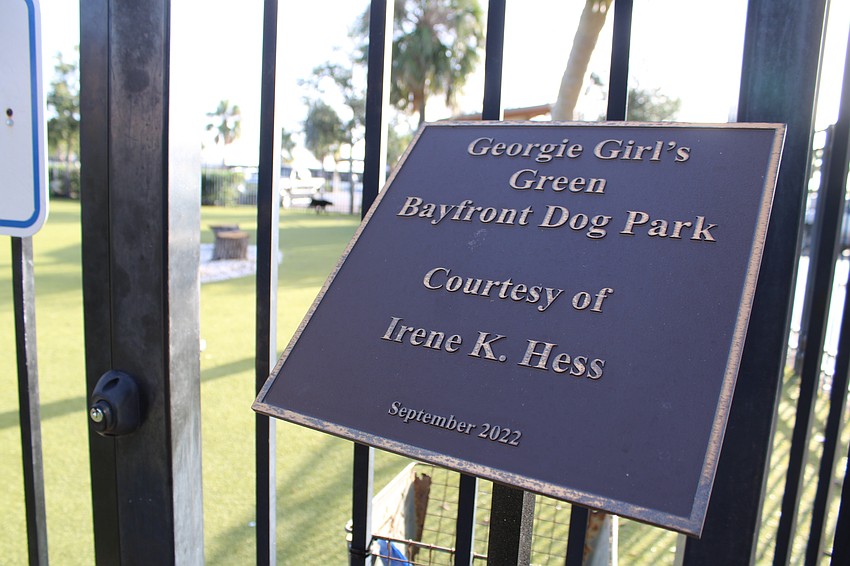 Georgie Girl's
Green
Bayfront Dog Park
Courtesy of
Irene K. Hess
September 2022